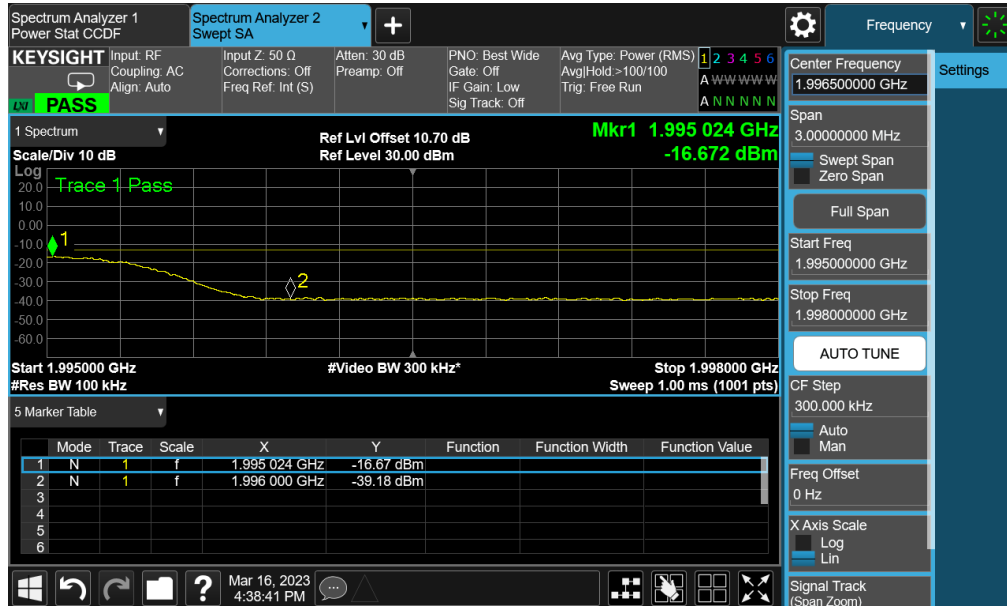 Spectrum Analyzer 1
Power Stat CCDF
Spectrum Analyzer 2
Swept SA
▼
+
Frequency
▼
KEYSIGHT
LXI
PASS
Input: RF
Coupling: AC
Align: Auto
Input Z: 50 Ω
Corrections: Off
Freq Ref: Int (S)
Atten: 30 dB
Preamp: Off
PNO: Best Wide
Gate: Off
IF Gain: Low
Sig Track: Off
Avg Type: Power (RMS)
Avg|Hold:>100/100
Trig: Free Run
1 2 3 4 5 6
A W W W W W
A N N N N N
1 Spectrum ▼
Scale/Div 10 dB
Ref Lvl Offset 10.70 dB
Ref Level 30.00 dBm
Mkr1 1.995 024 GHz
-16.672 dBm
Log
Trace 1 Pass
20.0
10.0
0.00
-10.0
-20.0
-30.0
-40.0
-50.0
-60.0
1
2
Start 1.995000 GHz
#Video BW 300 kHz*
Stop 1.998000 GHz
#Res BW 100 kHz
Sweep 1.00 ms (1001 pts)
5 Marker Table ▼
Mode Trace Scale X Y Function Function Width Function Value
1 N 1 f 1.995 024 GHz -16.67 dBm
2 N 1 f 1.996 000 GHz -39.18 dBm
3
4
5
6
?
Mar 16, 2023
4:38:41 PM
Center Frequency
1.996500000 GHz
Settings
Span
3.00000000 MHz
Swept Span
Zero Span
Full Span
Start Freq
1.995000000 GHz
Stop Freq
1.998000000 GHz
AUTO TUNE
CF Step
300.000 kHz
Auto
Man
Freq Offset
0 Hz
X Axis Scale
Log
Lin
Signal Track
(Span Zoom)